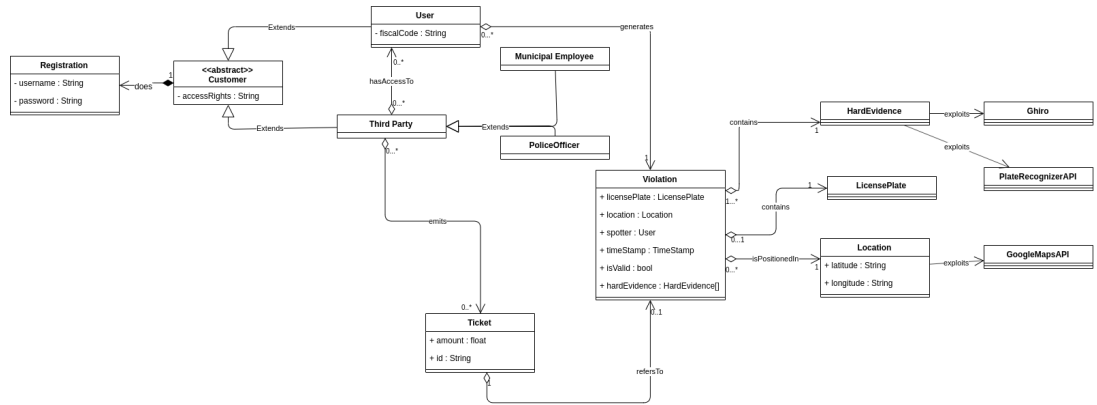 User
- fiscalCode : String
0...*
Extends
generates
Registration
- username : String
- password : String
does
1
<<abstract>>
Customer
- accessRights : String
0..*
hasAccessTo
0...*
Municipal Employee
Extends
Third Party
0...*
Extends
PoliceOfficer
emits
0..*
Ticket
+ amount : float
+ id : String
1
refersTo
0..1
1
Violation
+ licensePlate : LicensePlate
+ location : Location
+ spotter : User
+ timeStamp : TimeStamp
+ isValid : bool
+ hardEvidence : HardEvidence[]
contains
1...*
1
HardEvidence
exploits
Ghiro
exploits
PlateRecognizerAPI
0...1
contains
1
LicensePlate
0...*
isPositionedIn
1
Location
+ latitude : String
+ longitude : String
exploits
GoogleMapsAPI